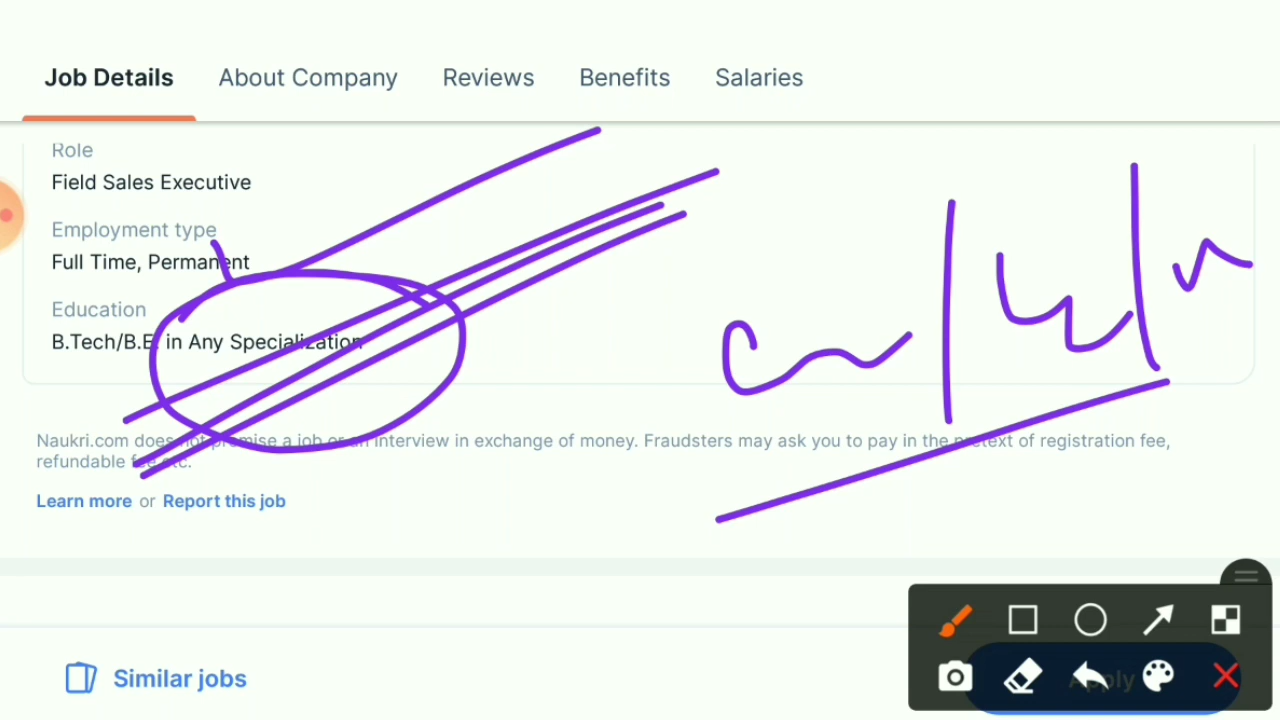 Job Details About Company Reviews Benefits Salaries
Role
Field Sales Executive
Employment type
Full Time, Permanent
Education
B.Tech/B.E. in Any Specialization
Naukri.com does not promise a job or an interview in exchange of money. Fraudsters may ask you to pay in the pretext of registration fee,
refundable fee etc.
Learn more or Report this job
Similar jobs
Apply